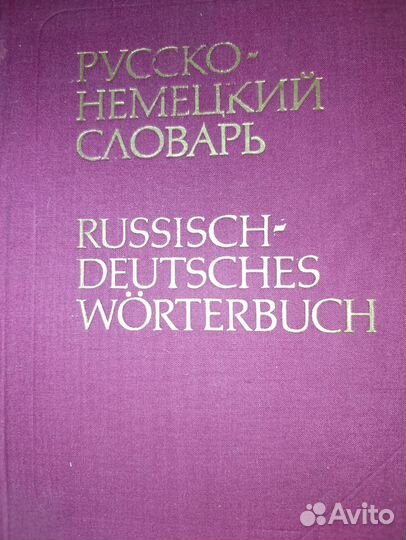 РУССКО-
НЕМЕЦКИЙ
СЛОВАРЬ
RUSSISCH-
DEUTSCHES
WÖRTERBUCH
Avito